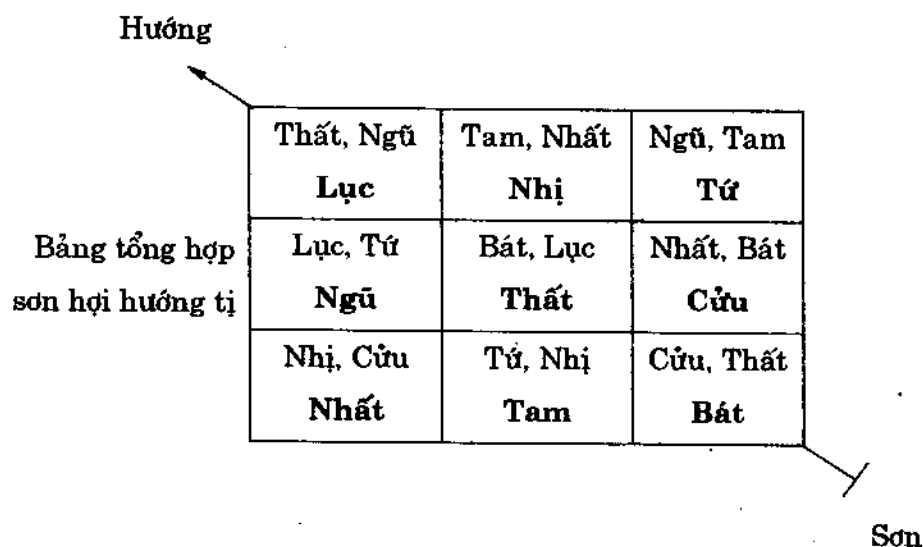 Hướng
Thất, Ngũ
Lục
Tam, Nhất
Nhị
Ngũ, Tam
Tứ
Bảng tổng hợp
sơn hợi hướng tị
Lục, Tứ
Ngũ
Bát, Lục
Thất
Nhất, Bát
Cửu
Nhị, Cửu
Nhất
Tứ, Nhị
Tam
Cửu, Thất
Bát
Sơn